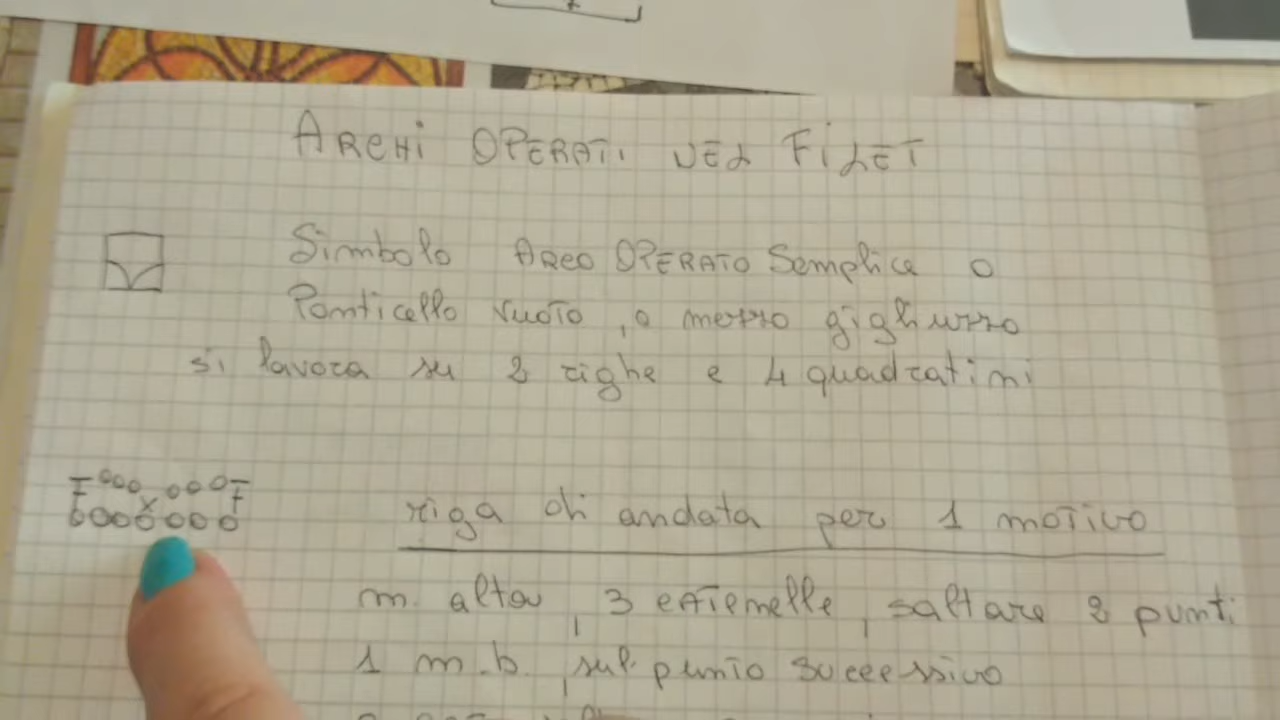 ARCHI OPERATI NEL FILET
Simbolo ARCO OPERATO Semplice o
Ponticello vuoto, o mezzo gigliuzzo
si lavora su 2 righe e 4 quadratini
riga di andata per 1 motivo
m. alta, 3 catenelle, saltare 2 punti
1 m.b., sul punto successivo